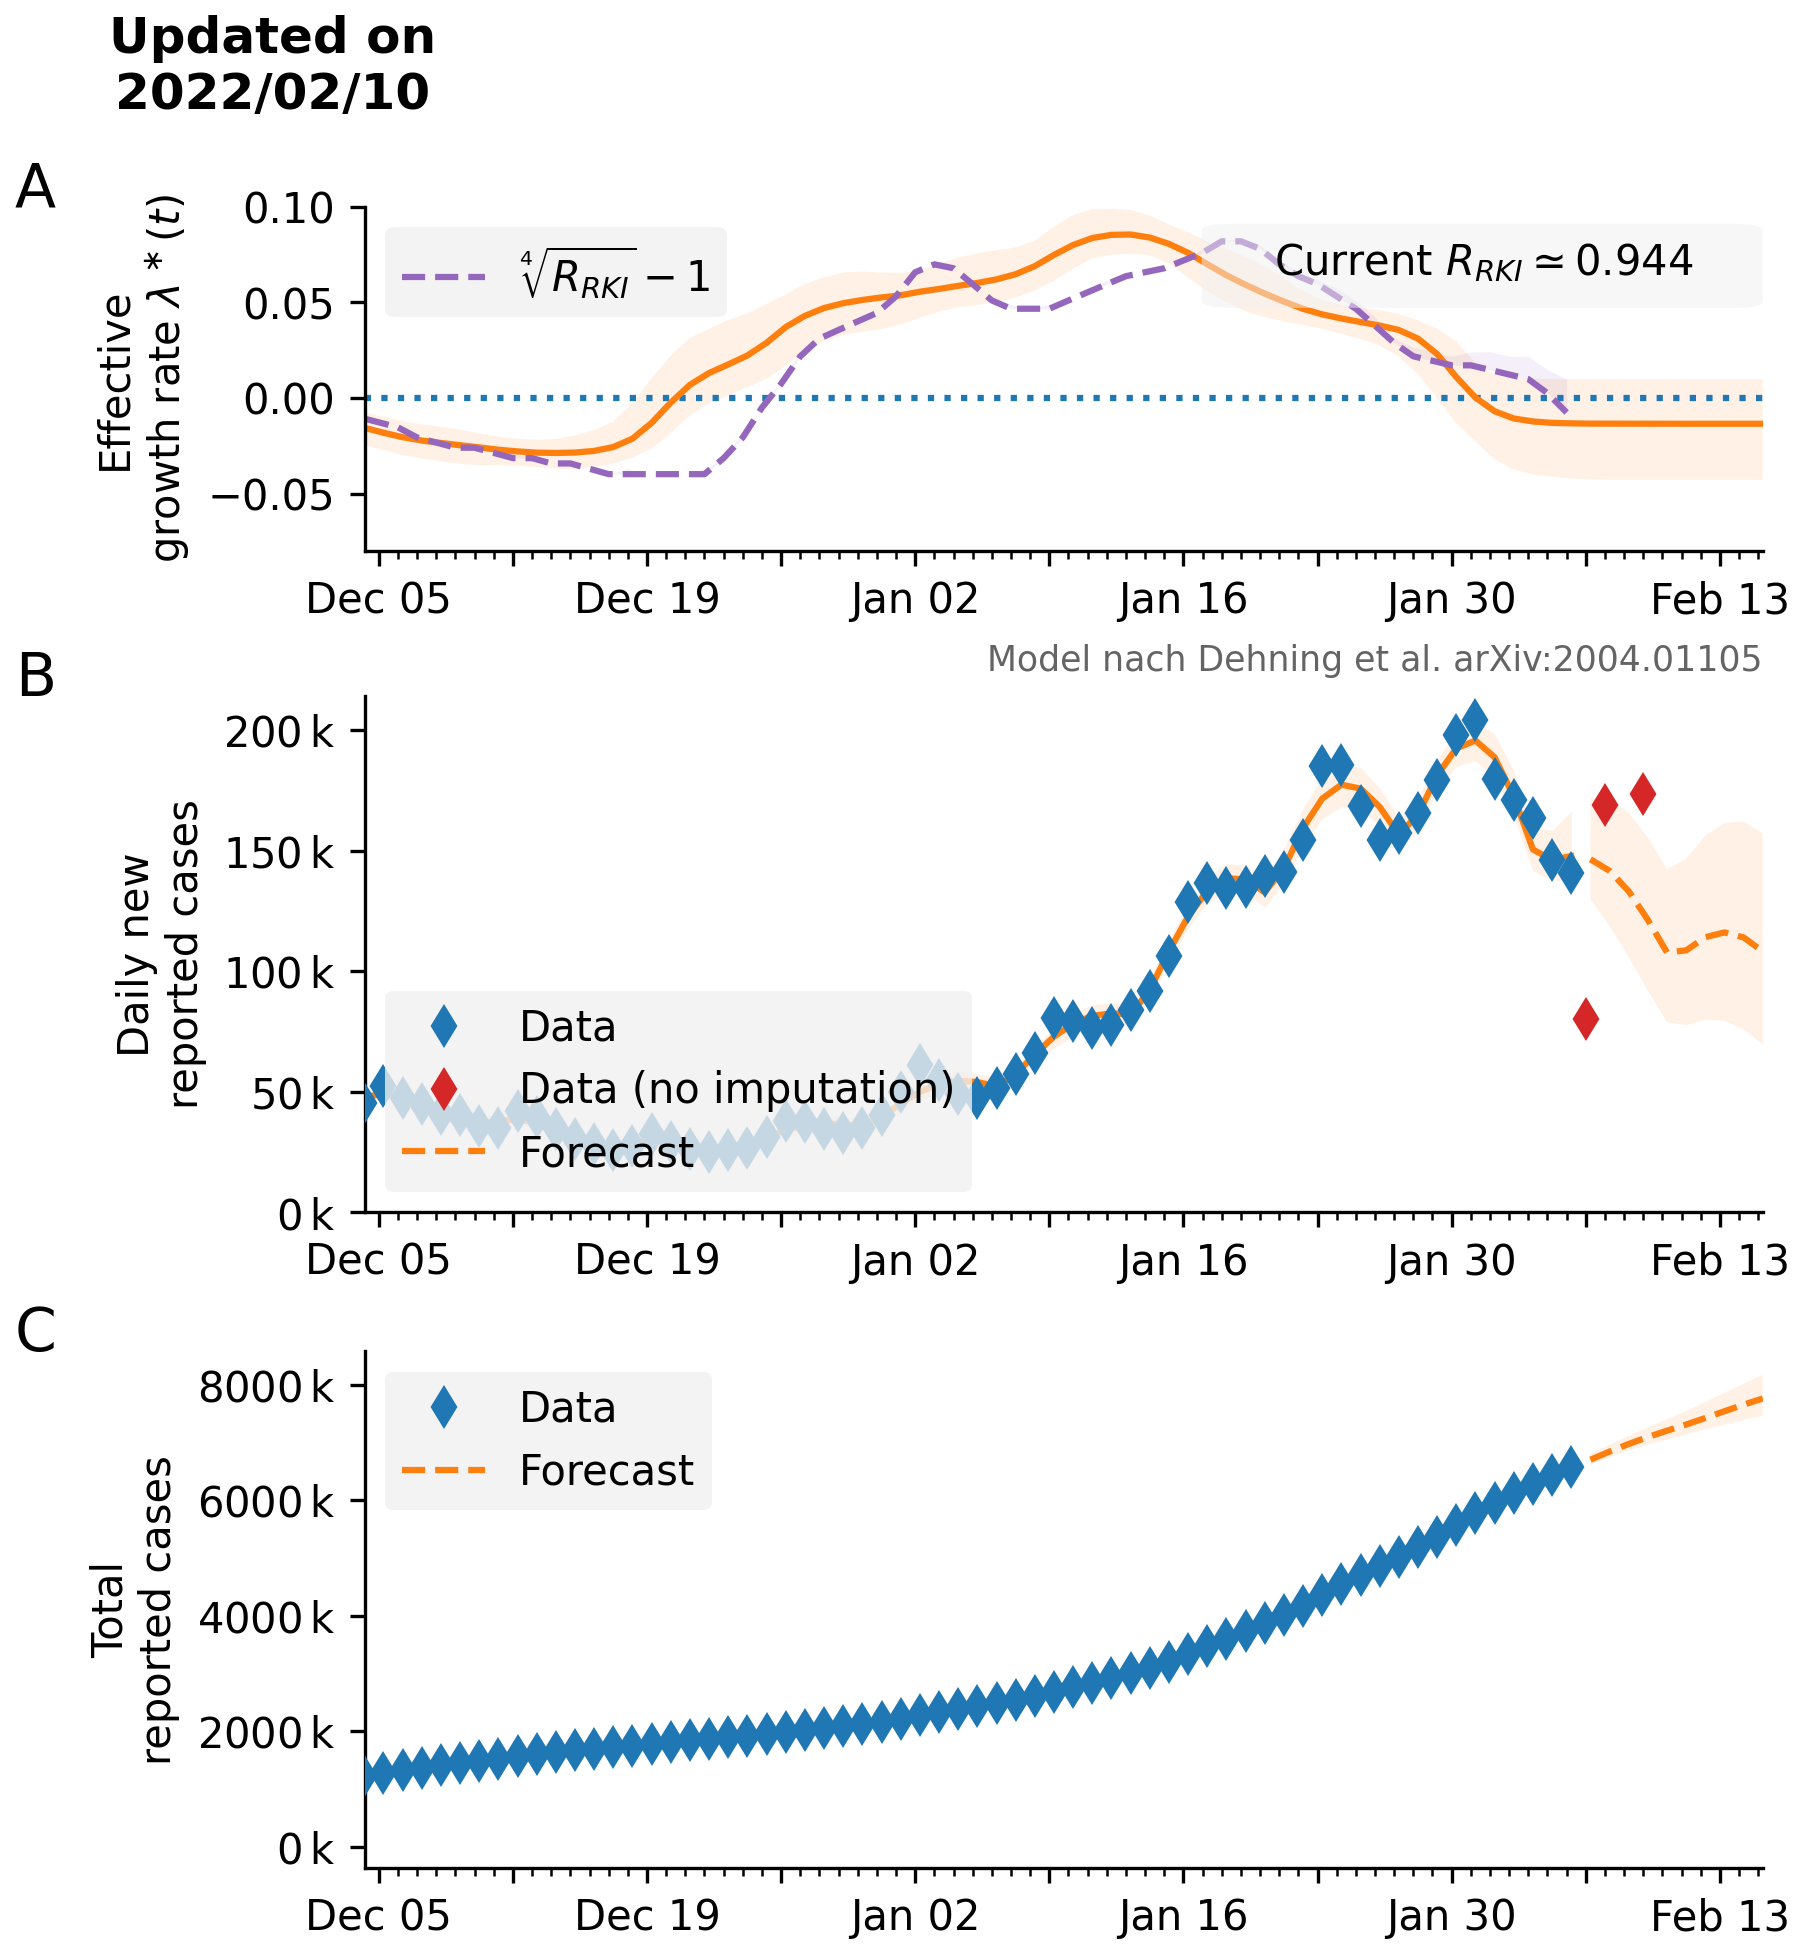 Updated on
2022/02/10
A
Effective
growth rate λ * (t)
0.10
0.05
0.00
−0.05
∜R_RKI − 1
Current R_RKI ≃ 0.944
Dec 05 Dec 19 Jan 02 Jan 16 Jan 30 Feb 13
Model nach Dehning et al. arXiv:2004.01105
B
Daily new
reported cases
200 k
150 k
100 k
50 k
0 k
Data
Data (no imputation)
Forecast
Dec 05 Dec 19 Jan 02 Jan 16 Jan 30 Feb 13
C
Total
reported cases
8000 k
6000 k
4000 k
2000 k
0 k
Data
Forecast
Dec 05 Dec 19 Jan 02 Jan 16 Jan 30 Feb 13